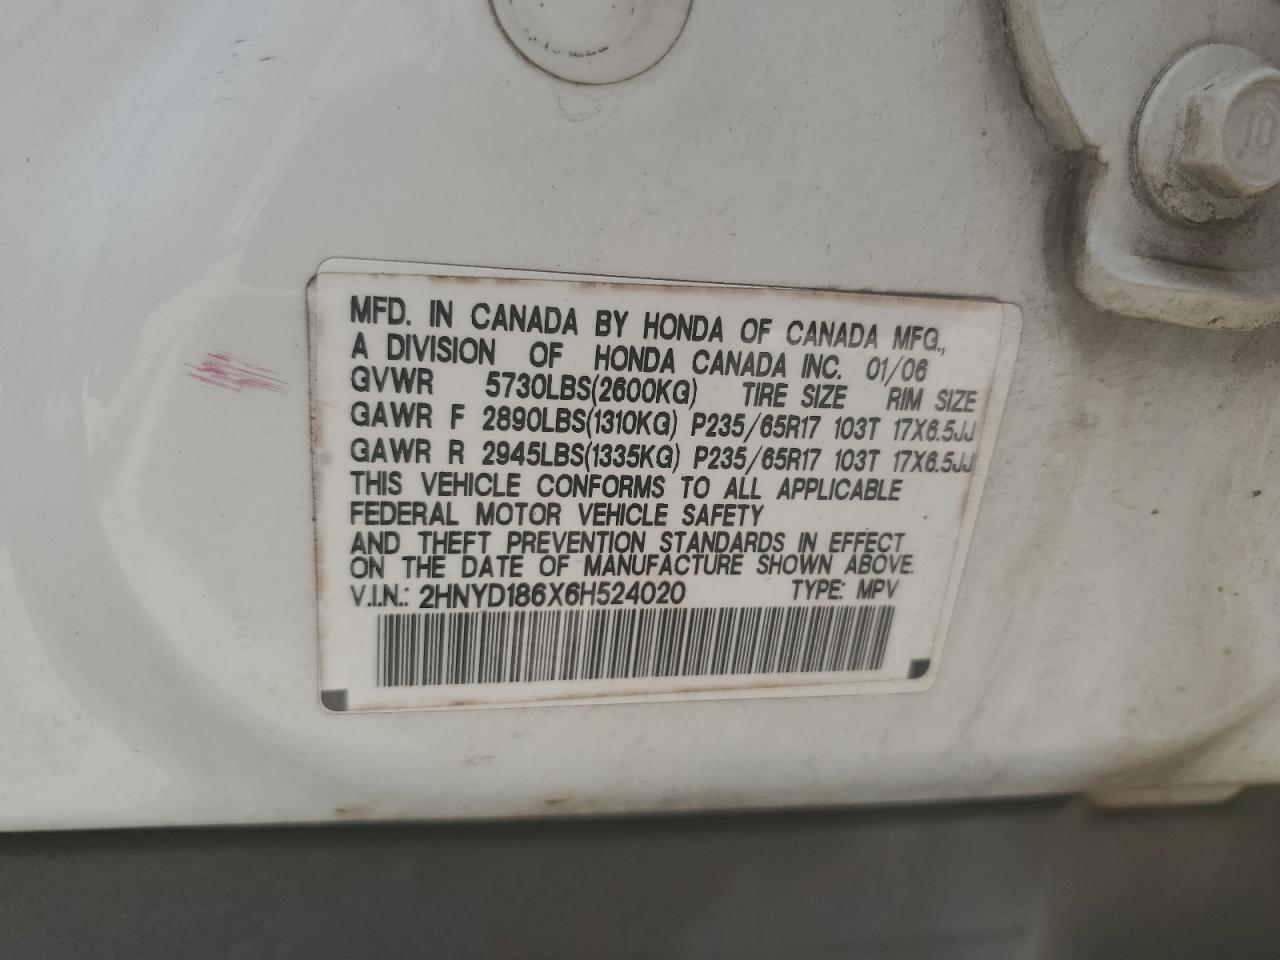 10
MFD. IN CANADA BY HONDA OF CANADA MFG.,
A DIVISION OF HONDA CANADA INC. 01/06
GVWR 5730LBS(2600KG) TIRE SIZE RIM SIZE
GAWR F 2890LBS(1310KG) P235/65R17 103T 17X6.5JJ
GAWR R 2945LBS(1335KG) P235/65R17 103T 17X6.5JJ
THIS VEHICLE CONFORMS TO ALL APPLICABLE
FEDERAL MOTOR VEHICLE SAFETY
AND THEFT PREVENTION STANDARDS IN EFFECT
ON THE DATE OF MANUFACTURE SHOWN ABOVE.
V.I.N.: 2HNYD186X6H524020 TYPE: MPV